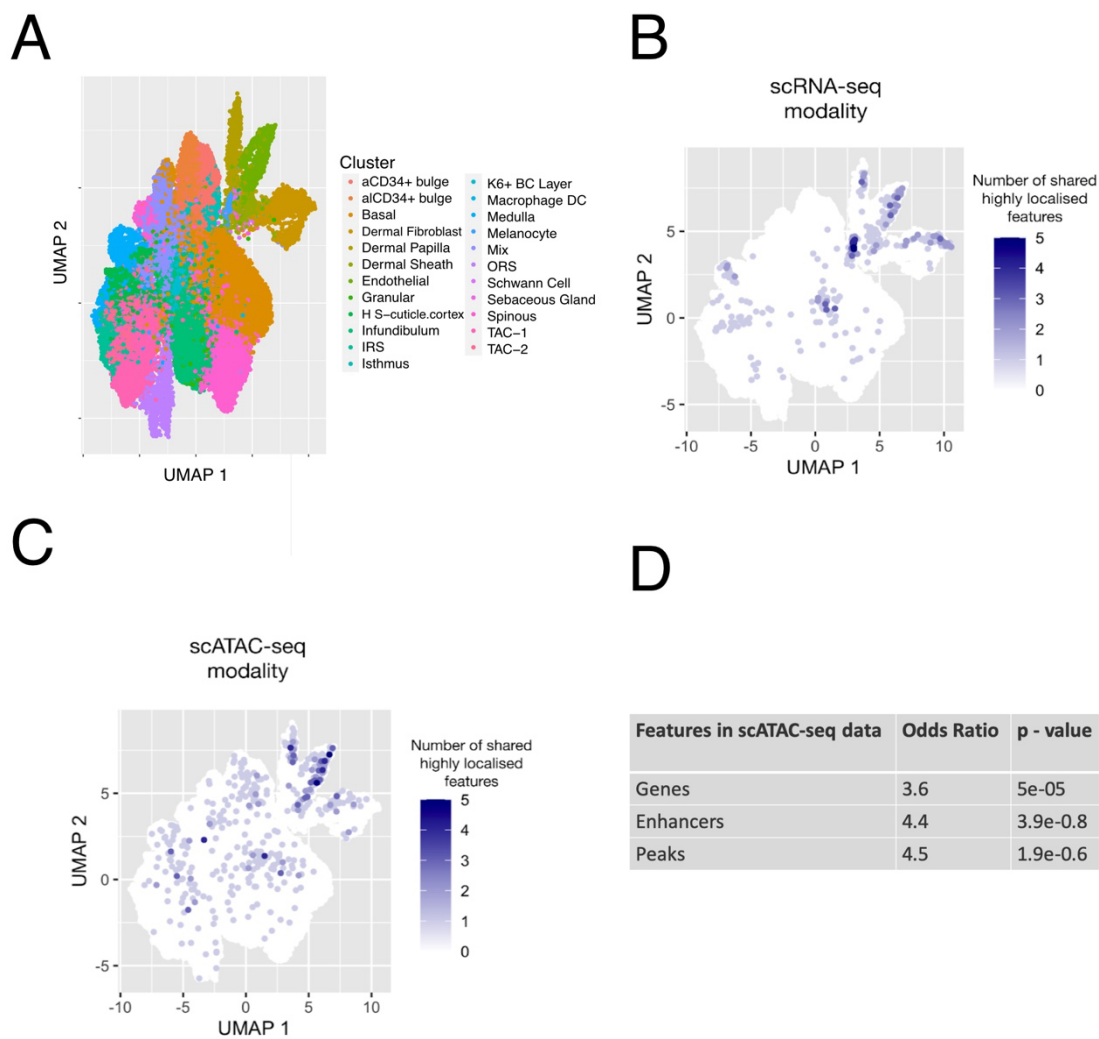 A
Cluster
aCD34+ bulge
alCD34+ bulge
Basal
Dermal Fibroblast
Dermal Papilla
Dermal Sheath
Endothelial
Granular
H S−cuticle.cortex
Infundibulum
IRS
Isthmus
K6+ BC Layer
Macrophage DC
Medulla
Melanocyte
Mix
ORS
Schwann Cell
Sebaceous Gland
Spinous
TAC−1
TAC−2
UMAP 2
UMAP 1
B
scRNA-seq
modality
Number of shared
highly localised
features
5
4
3
2
1
0
UMAP 2
5
0
-5
-10
-5
0
5
10
UMAP 1
C
scATAC-seq
modality
Number of shared
highly localised
features
5
4
3
2
1
0
UMAP 2
5
0
-5
-10
-5
0
5
10
UMAP 1
D
Features in scATAC-seq data Odds Ratio p - value
Genes 3.6 5e-05
Enhancers 4.4 3.9e-0.8
Peaks 4.5 1.9e-0.6